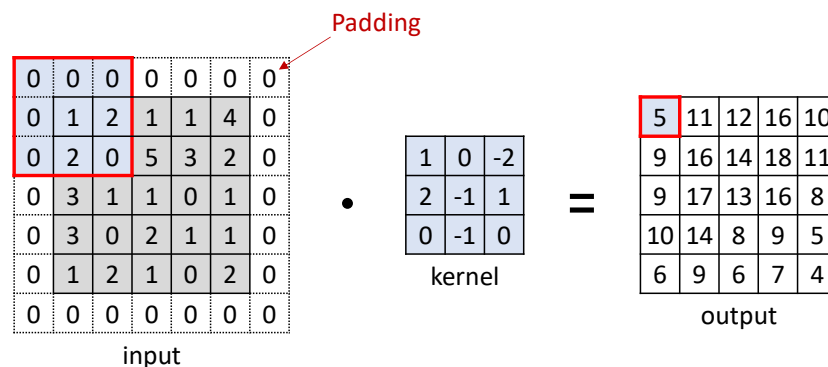 Padding
0 0 0 0 0 0 0
0 1 2 1 1 4 0
0 2 0 5 3 2 0
0 3 1 1 0 1 0
0 3 0 2 1 1 0
0 1 2 1 0 2 0
0 0 0 0 0 0 0
input
•
1 0 -2
2 -1 1
0 -1 0
kernel
=
5 11 12 16 10
9 16 14 18 11
9 17 13 16 8
10 14 8 9 5
6 9 6 7 4
output